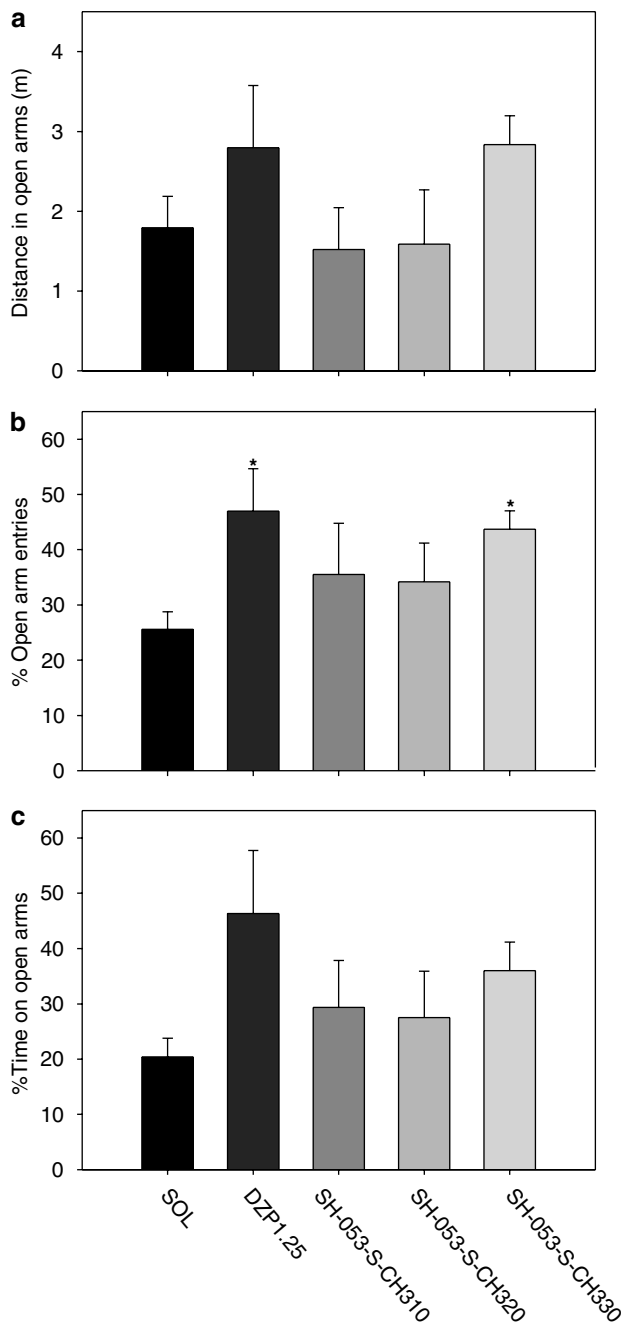 a
Distance in open arms (m)
4
3
2
1
0
b
% Open arm entries
60
50
40
30
20
10
0
*
*
c
%Time on open arms
60
50
40
30
20
10
0
SOL
DZP1.25
SH-053-S-CH310
SH-053-S-CH320
SH-053-S-CH330